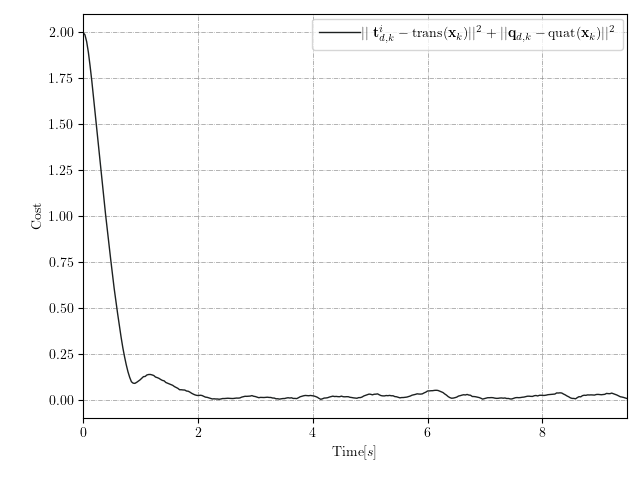 || t^i_{d,k} − trans(x_k)||^2 + ||q_{d,k} − quat(x_k)||^2
2.00
1.75
1.50
1.25
1.00
0.75
0.50
0.25
0.00
Cost
0 2 4 6 8
Time[s]